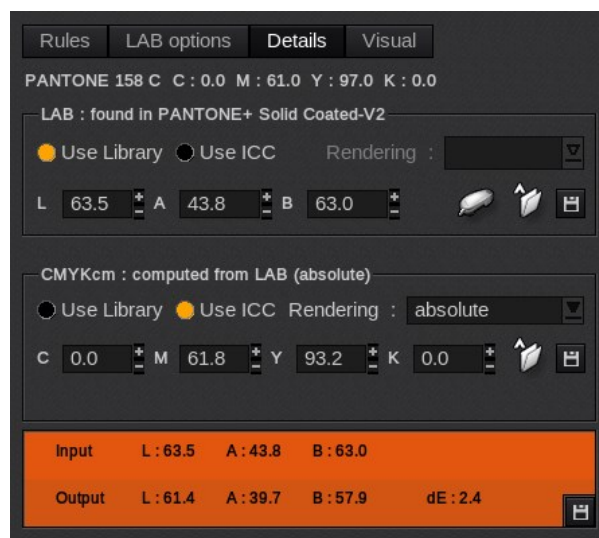 Rules LAB options Details Visual
PANTONE 158 C C : 0.0 M : 61.0 Y : 97.0 K : 0.0
LAB : found in PANTONE+ Solid Coated-V2
Use Library Use ICC Rendering :
L 63.5 A 43.8 B 63.0
CMYKcm : computed from LAB (absolute)
Use Library Use ICC Rendering : absolute
C 0.0 M 61.8 Y 93.2 K 0.0
Input L : 63.5 A : 43.8 B : 63.0
Output L : 61.4 A : 39.7 B : 57.9 dE : 2.4